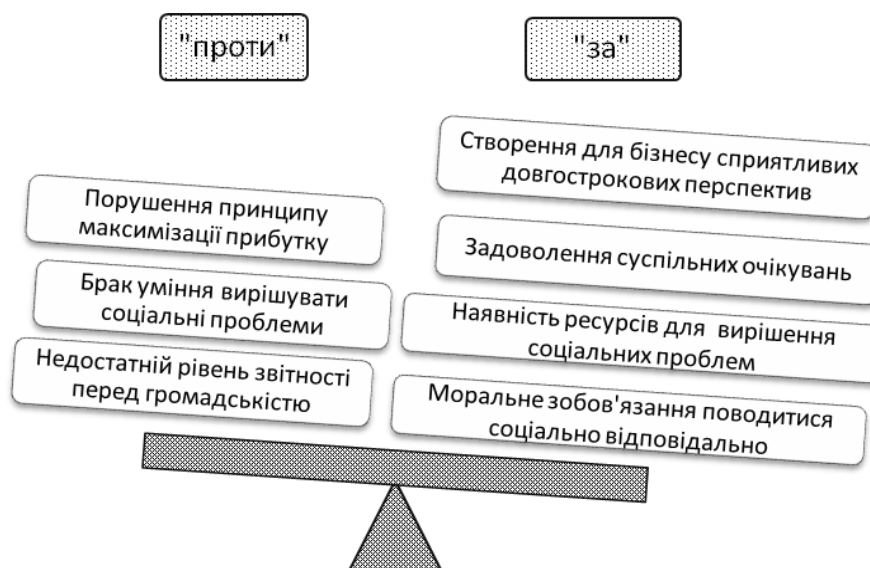 "проти"
"за"
Порушення принципу
максимізації прибутку
Брак уміння вирішувати
соціальні проблеми
Недостатній рівень звітності
перед громадськістю
Створення для бізнесу сприятливих
довгострокових перспектив
Задоволення суспільних очікувань
Наявність ресурсів для вирішення
соціальних проблем
Моральне зобов'язання поводитися
соціально відповідально